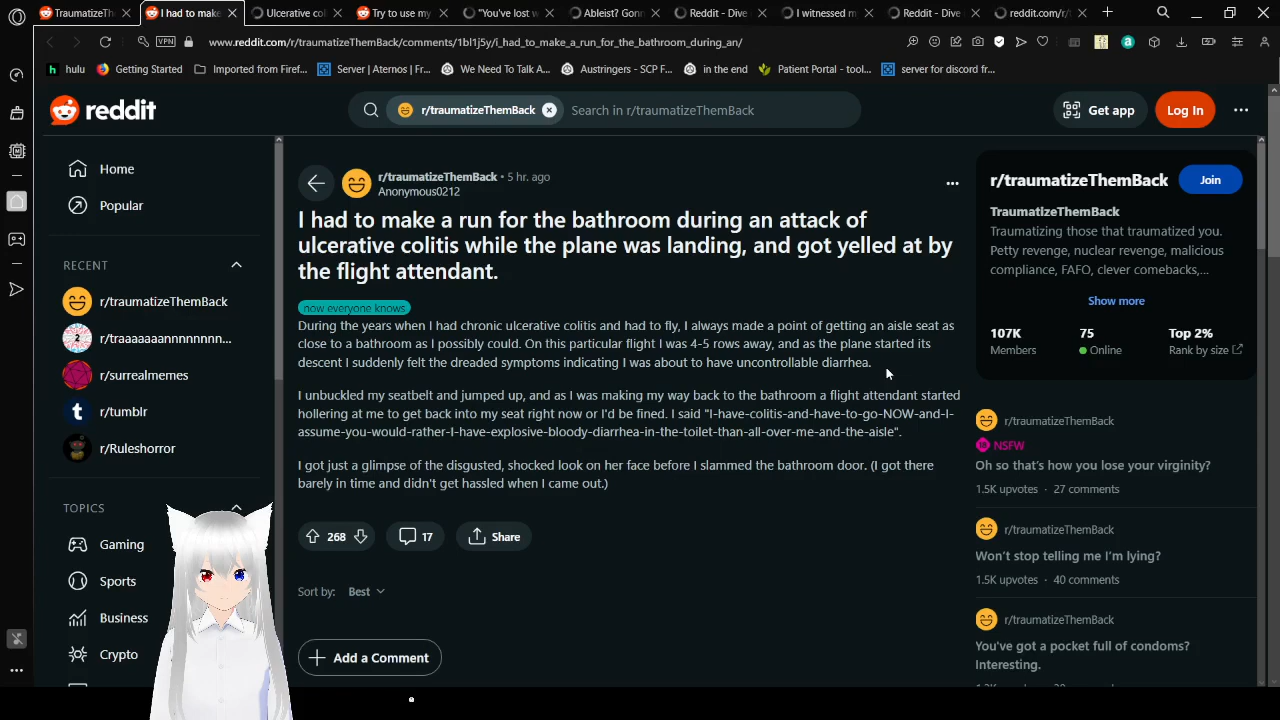 TraumatizeTh
I had to make
Ulcerative coli
Try to use my
"You've lost w
Ableist? Gonn
Reddit - Dive
I witnessed m
Reddit - Dive
reddit.com/r/
VPN
www.reddit.com/r/traumatizeThemBack/comments/1bl1j5y/i_had_to_make_a_run_for_the_bathroom_during_an/
hulu
Getting Started
Imported from Firef...
Server | Aternos | Fr...
We Need To Talk A...
Austringers - SCP F...
in the end
Patient Portal - tool...
server for discord fr...
reddit
r/traumatizeThemBack
Search in r/traumatizeThemBack
Get app
Log In
Home
Popular
RECENT
r/traumatizeThemBack
r/traaaaaaannnnnnnnn...
r/surrealmemes
r/tumblr
r/Ruleshorror
TOPICS
Gaming
Sports
Business
Crypto
r/traumatizeThemBack • 5 hr. ago
Anonymous0212
I had to make a run for the bathroom during an attack of
ulcerative colitis while the plane was landing, and got yelled at by
the flight attendant.
now everyone knows
During the years when I had chronic ulcerative colitis and had to fly, I always made a point of getting an aisle seat as
close to a bathroom as I possibly could. On this particular flight I was 4-5 rows away, and as the plane started its
descent I suddenly felt the dreaded symptoms indicating I was about to have uncontrollable diarrhea.
I unbuckled my seatbelt and jumped up, and as I was making my way back to the bathroom a flight attendant started
hollering at me to get back into my seat right now or I'd be fined. I said "I-have-colitis-and-have-to-go-NOW-and-I-
assume-you-would-rather-I-have-explosive-bloody-diarrhea-in-the-toilet-than-all-over-me-and-the-aisle".
I got just a glimpse of the disgusted, shocked look on her face before I slammed the bathroom door. (I got there
barely in time and didn't get hassled when I came out.)
268
17
Share
Sort by: Best
Add a Comment
r/traumatizeThemBack
Join
TraumatizeThemBack
Traumatizing those that traumatized you.
Petty revenge, nuclear revenge, malicious
compliance, FAFO, clever comebacks,...
Show more
107K 75 Top 2%
Members Online Rank by size
r/traumatizeThemBack
NSFW
Oh so that's how you lose your virginity?
1.5K upvotes · 27 comments
r/traumatizeThemBack
Won't stop telling me I'm lying?
1.5K upvotes · 40 comments
r/traumatizeThemBack
You've got a pocket full of condoms?
Interesting.